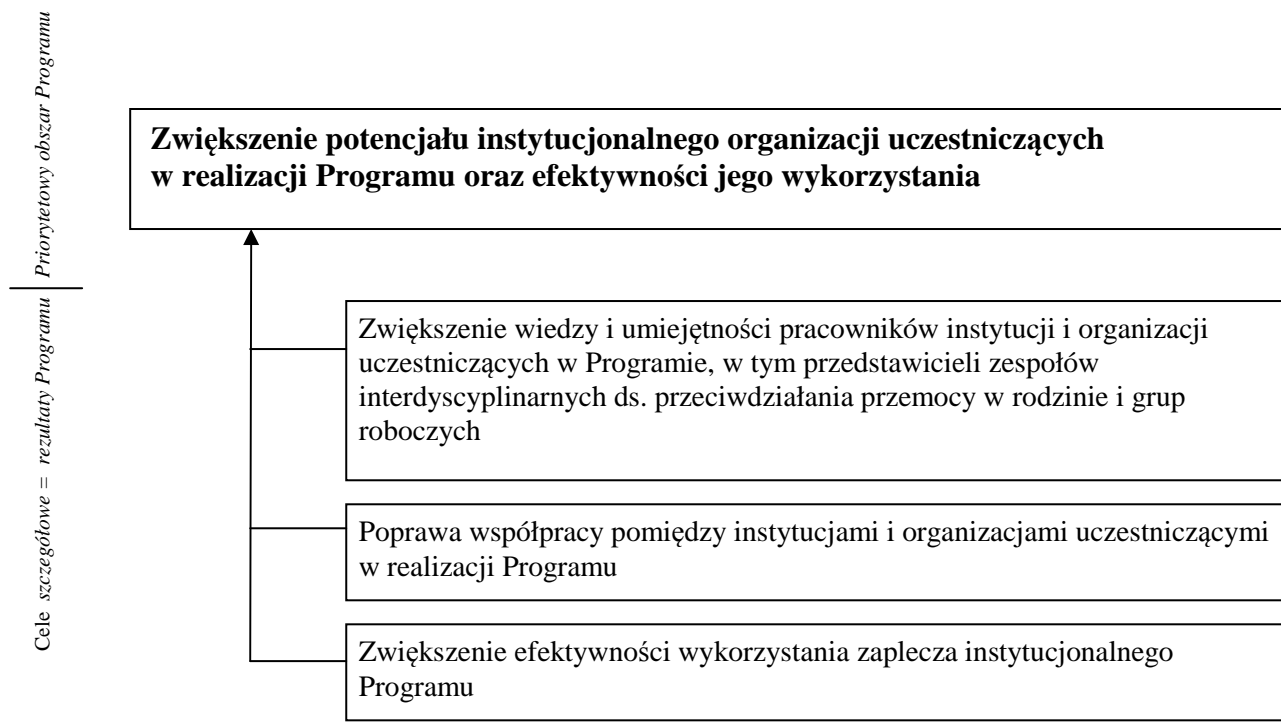 Priorytetowy obszar Programu
Zwiększenie potencjału instytucjonalnego organizacji uczestniczących
w realizacji Programu oraz efektywności jego wykorzystania
Cele szczegółowe = rezultaty Programu
Zwiększenie wiedzy i umiejętności pracowników instytucji i organizacji
uczestniczących w Programie, w tym przedstawicieli zespołów
interdyscyplinarnych ds. przeciwdziałania przemocy w rodzinie i grup
roboczych
Poprawa współpracy pomiędzy instytucjami i organizacjami uczestniczącymi
w realizacji Programu
Zwiększenie efektywności wykorzystania zaplecza instytucjonalnego
Programu